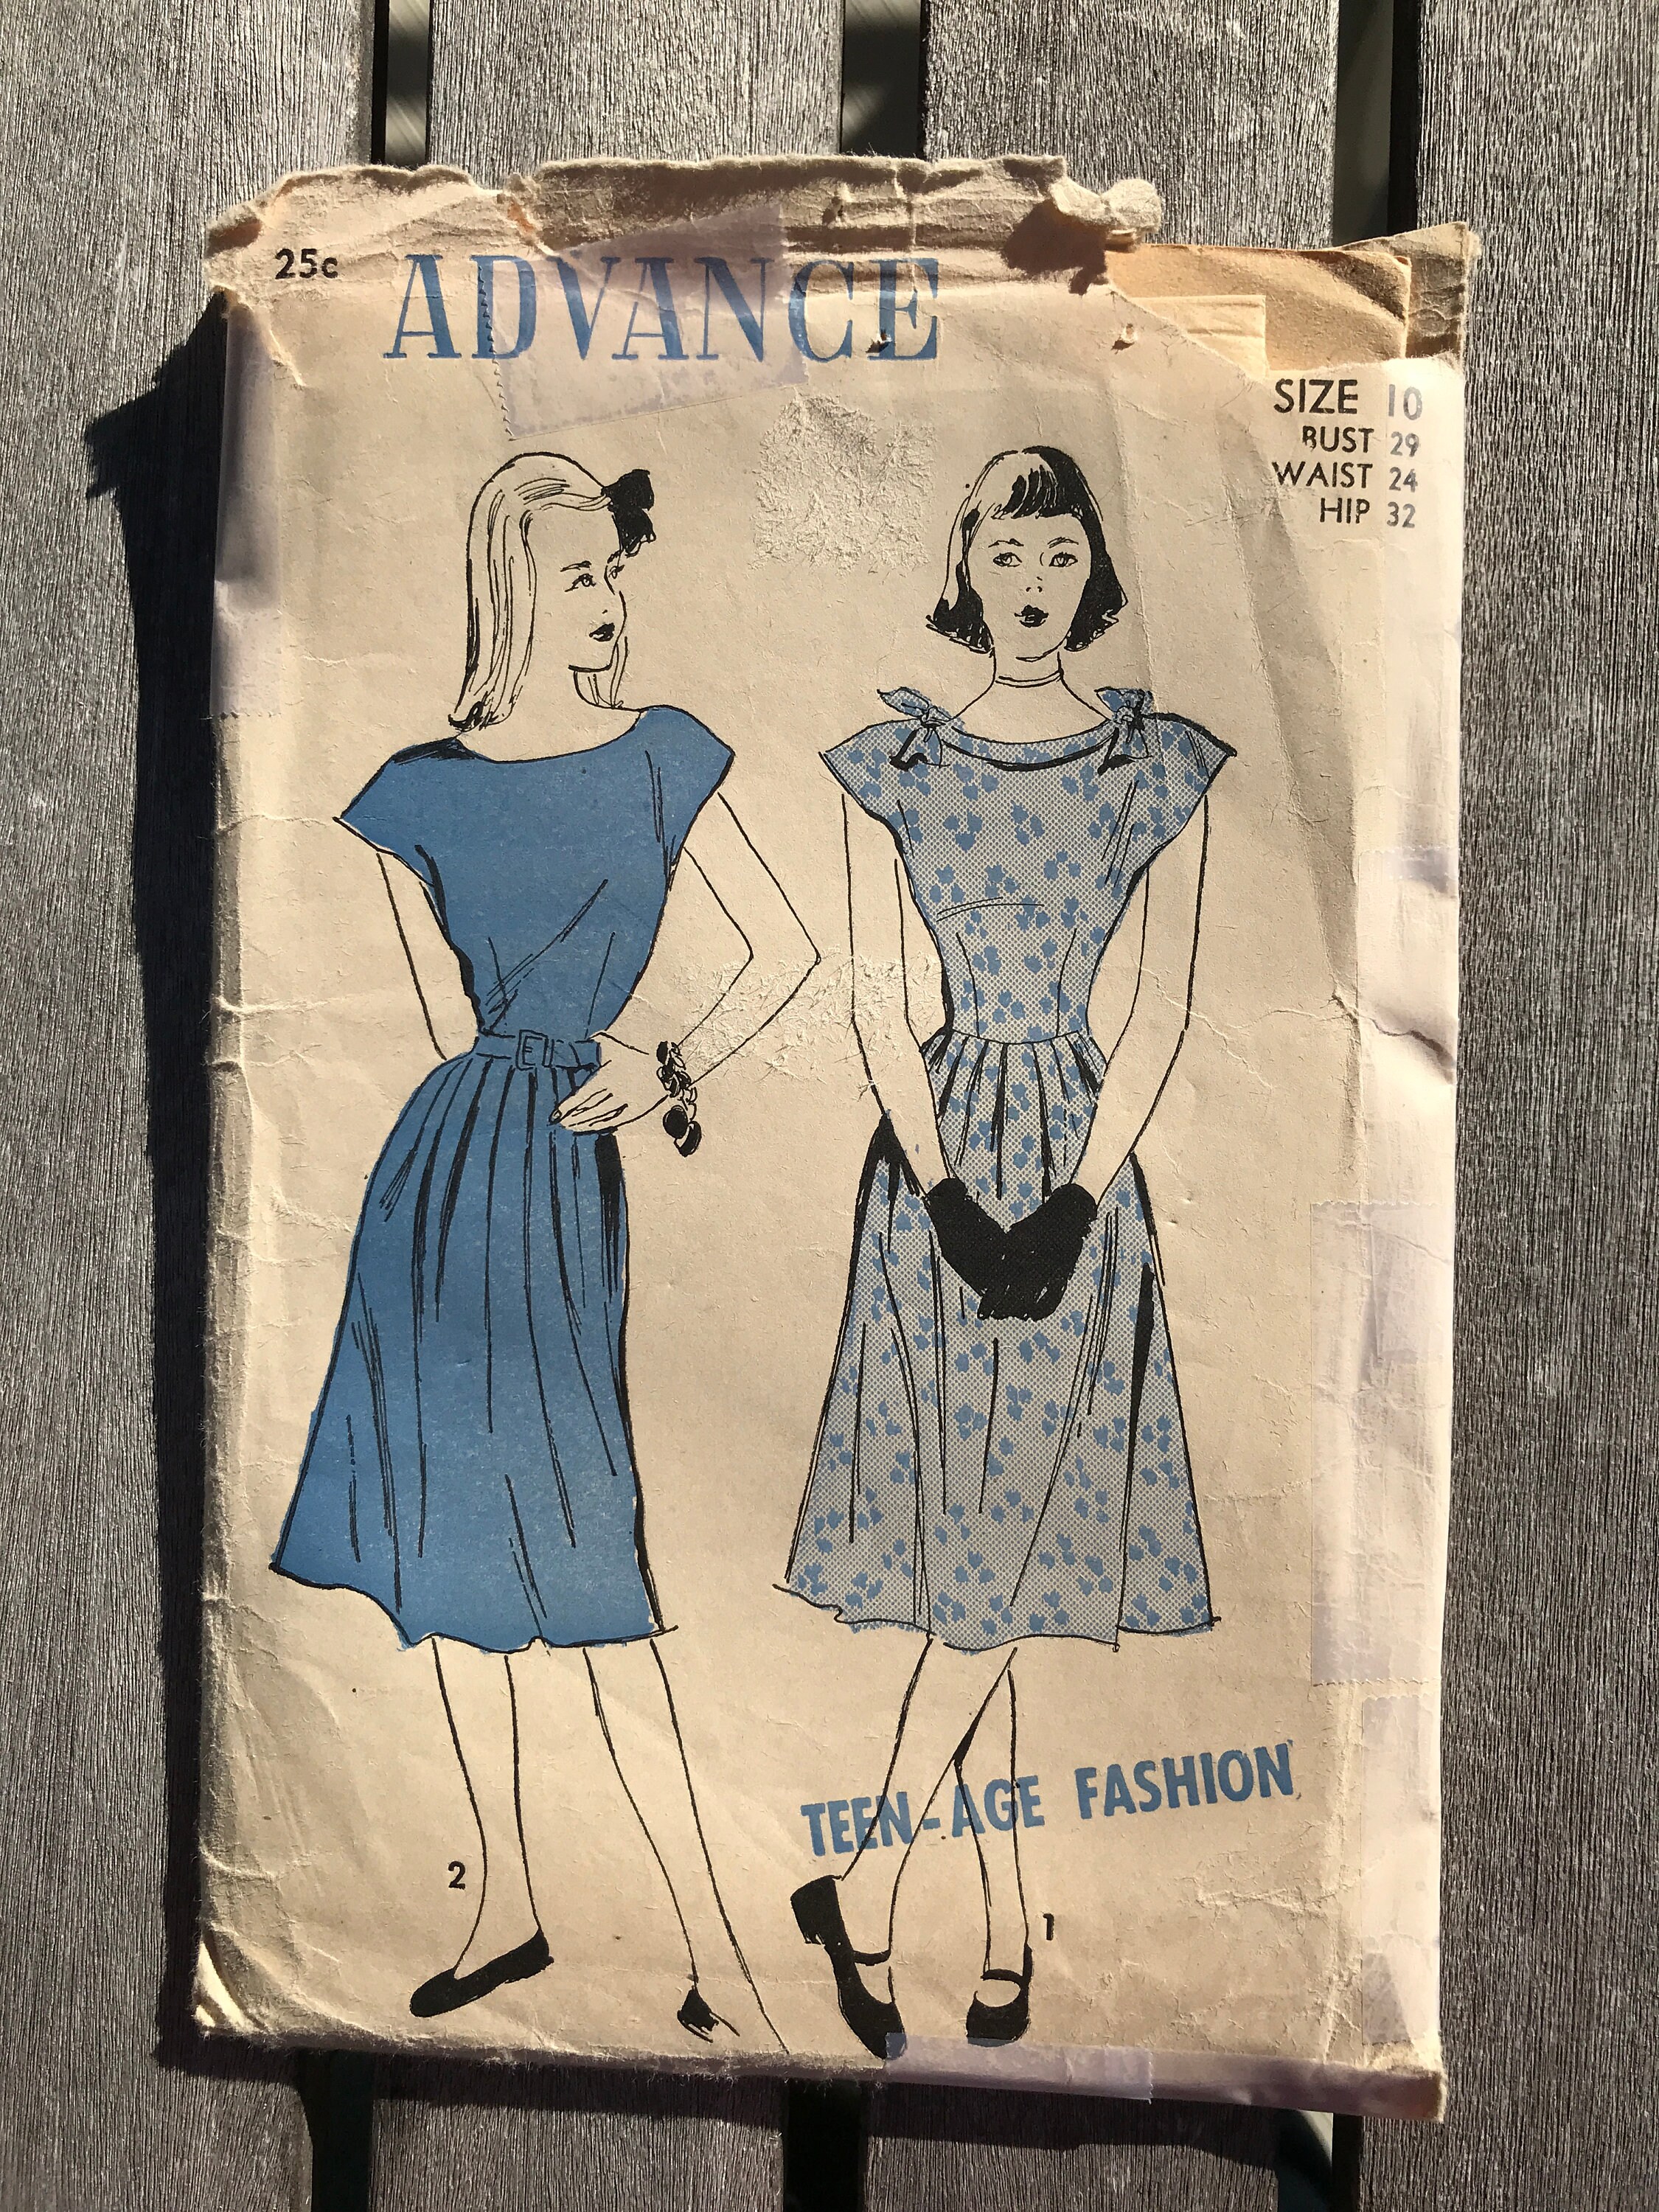 25c
ADVANCE
SIZE 10
BUST 29
WAIST 24
HIP 32
TEEN-AGE FASHION
2
1